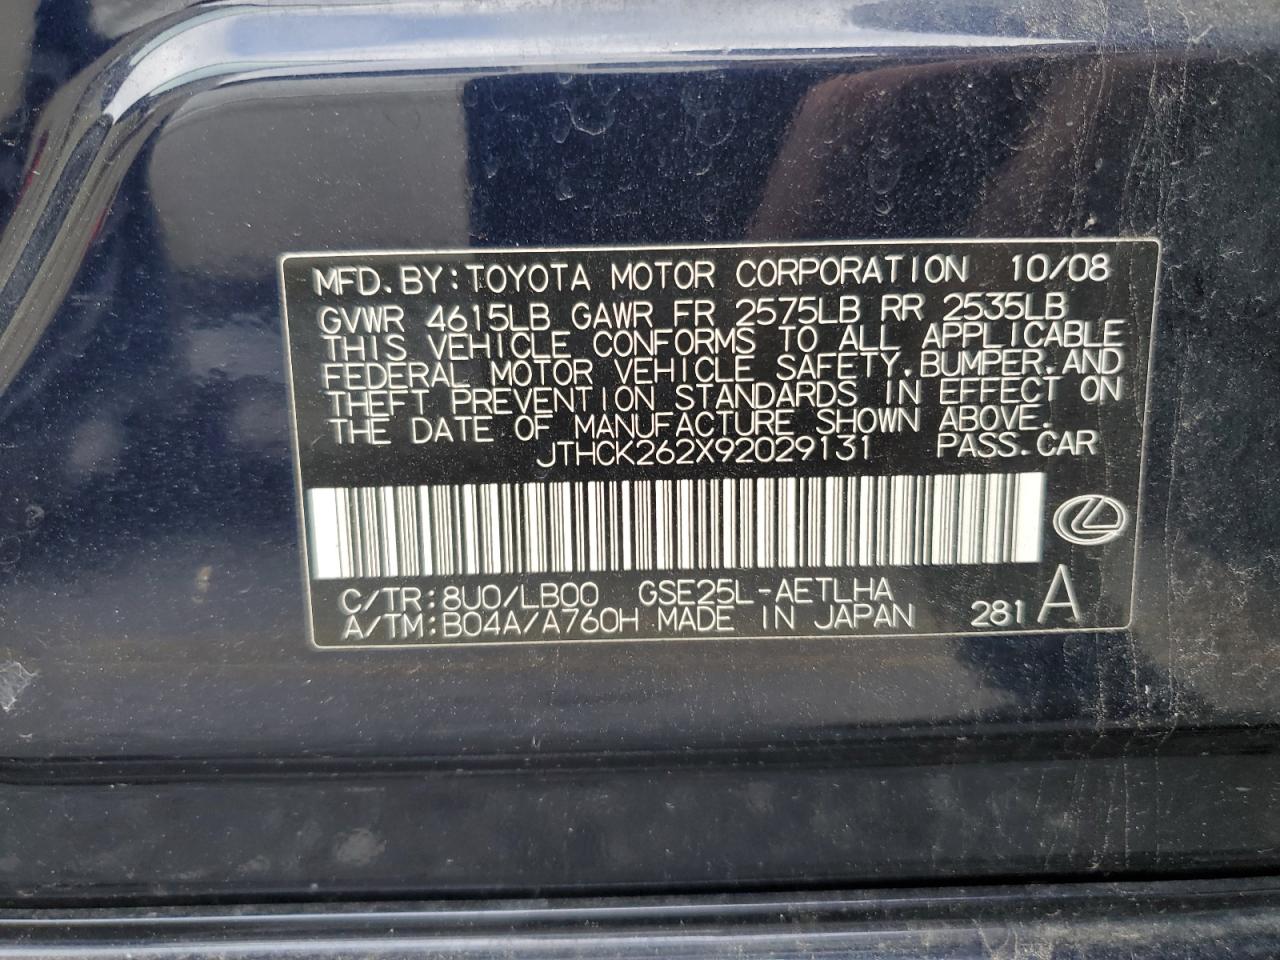 MFD.BY:TOYOTA MOTOR CORPORATION 10/08
GVWR 4615LB GAWR FR 2575LB RR 2535LB
THIS VEHICLE CONFORMS TO ALL APPLICABLE
FEDERAL MOTOR VEHICLE SAFETY,BUMPER,AND
THEFT PREVENTION STANDARDS IN EFFECT ON
THE DATE OF MANUFACTURE SHOWN ABOVE.
JTHCK262X92029131 PASS.CAR
C/TR:8U0/LB00 GSE25L-AETLHA
A/TM:B04A/A760H MADE IN JAPAN 281 A